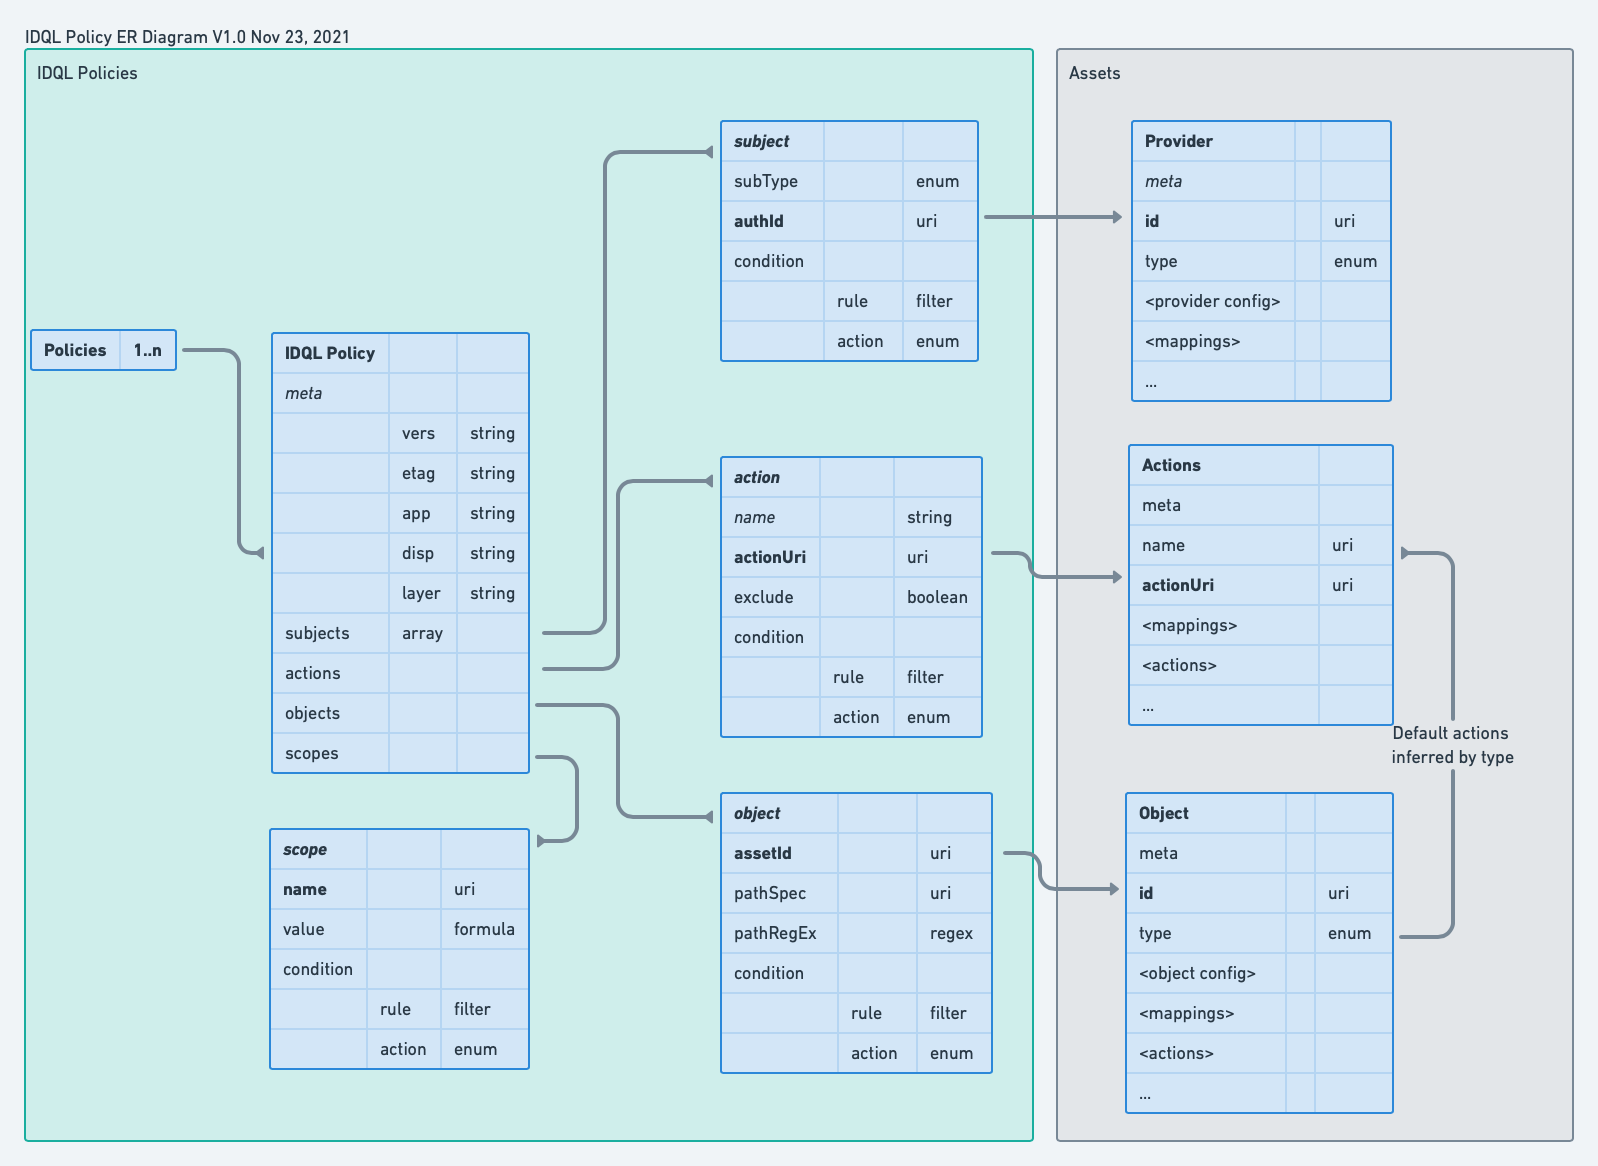 IDQL Policy ER Diagram V1.0 Nov 23, 2021
IDQL Policies
Policies 1..n
IDQL Policy
meta
vers string
etag string
app string
disp string
layer string
subjects array
actions
objects
scopes
scope
name uri
value formula
condition
rule filter
action enum
subject
subType enum
authId uri
condition
rule filter
action enum
action
name string
actionUri uri
exclude boolean
condition
rule filter
action enum
object
assetId uri
pathSpec uri
pathRegEx regex
condition
rule filter
action enum
Assets
Provider
meta
id uri
type enum
<provider config>
<mappings>
...
Actions
meta
name uri
actionUri uri
<mappings>
<actions>
...
Default actions
inferred by type
Object
meta
id uri
type enum
<object config>
<mappings>
<actions>
...